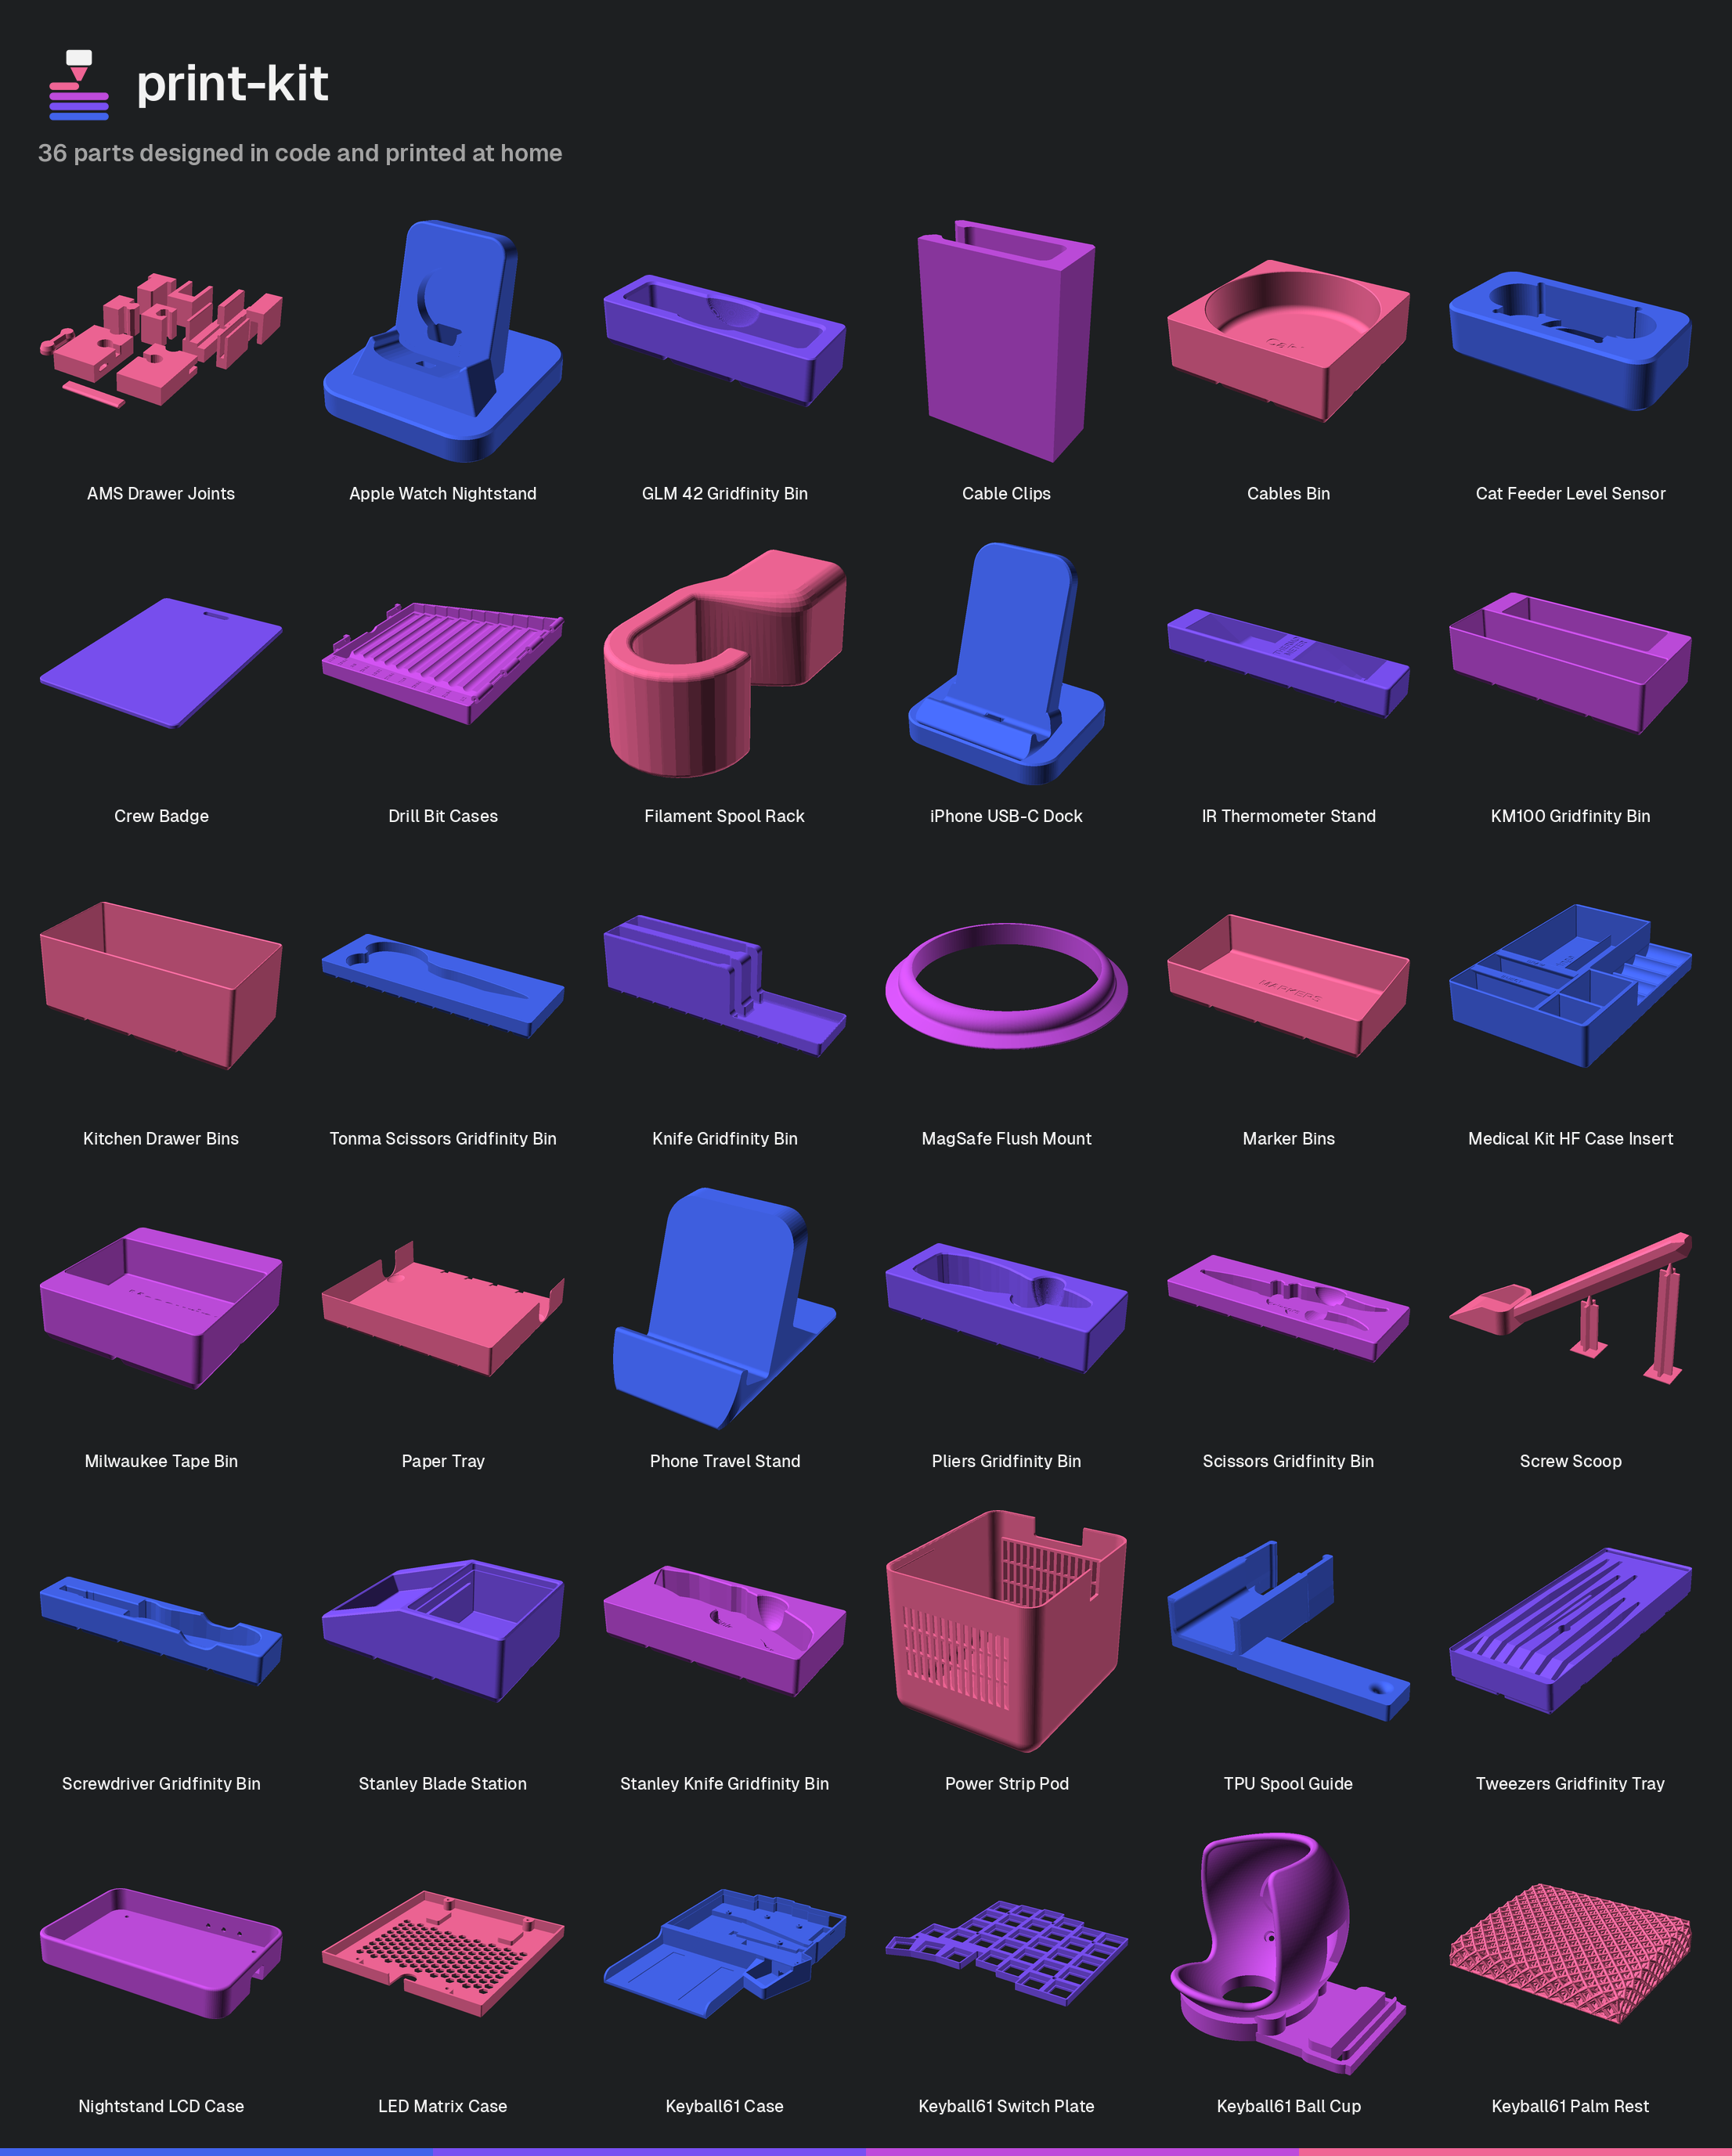 print-kit
36 parts designed in code and printed at home
AMS Drawer Joints
Apple Watch Nightstand
GLM 42 Gridfinity Bin
Cable Clips
Cables Bin
Cat Feeder Level Sensor
Crew Badge
Drill Bit Cases
Filament Spool Rack
iPhone USB-C Dock
IR Thermometer Stand
KM100 Gridfinity Bin
Kitchen Drawer Bins
Tonma Scissors Gridfinity Bin
Knife Gridfinity Bin
MagSafe Flush Mount
MARKERS
Marker Bins
Medical Kit HF Case Insert
Milwaukee Tape Bin
Paper Tray
Phone Travel Stand
Pliers Gridfinity Bin
Scissors Gridfinity Bin
Screw Scoop
Screwdriver Gridfinity Bin
Stanley Blade Station
Stanley Knife Gridfinity Bin
Power Strip Pod
TPU Spool Guide
Tweezers Gridfinity Tray
Nightstand LCD Case
LED Matrix Case
Keyball61 Case
Keyball61 Switch Plate
Keyball61 Ball Cup
Keyball61 Palm Rest